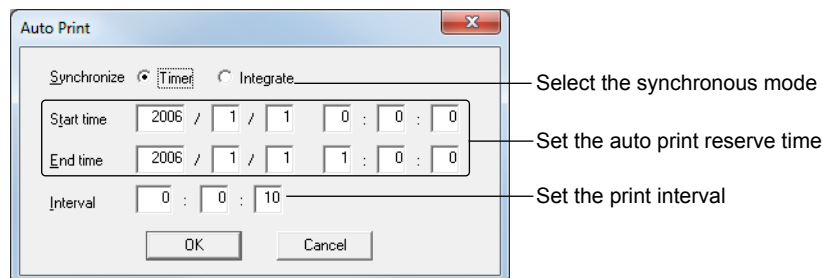 Auto Print
Synchronize Timer Integrate Select the synchronous mode
Start time 2006 / 1 / 1 0 : 0 : 0
Set the auto print reserve time
End time 2006 / 1 / 1 1 : 0 : 0
Interval 0 : 0 : 10 Set the print interval
OK Cancel